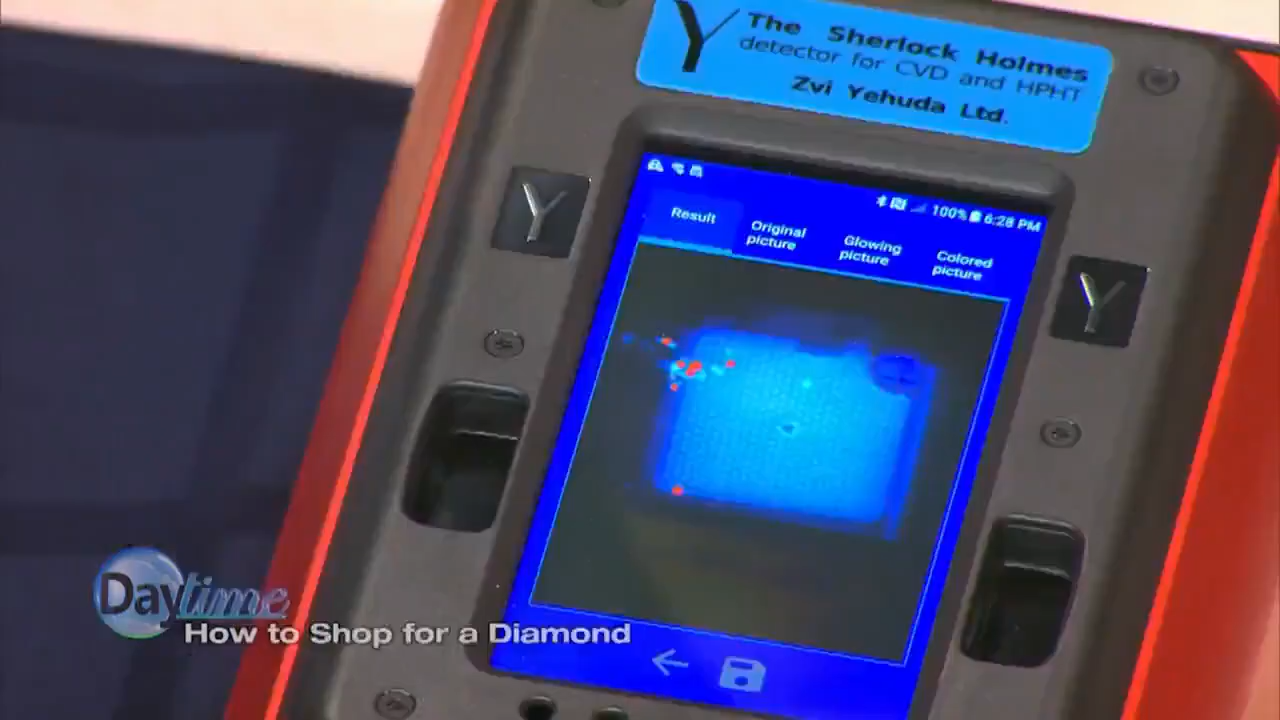 Y
The Sherlock Holmes
detector for CVD and HPHT
Zvi Yehuda Ltd.
Y
100% 6:28 PM
Result
Original picture
Glowing picture
Colored picture
Y
Daytime
How to Shop for a Diamond